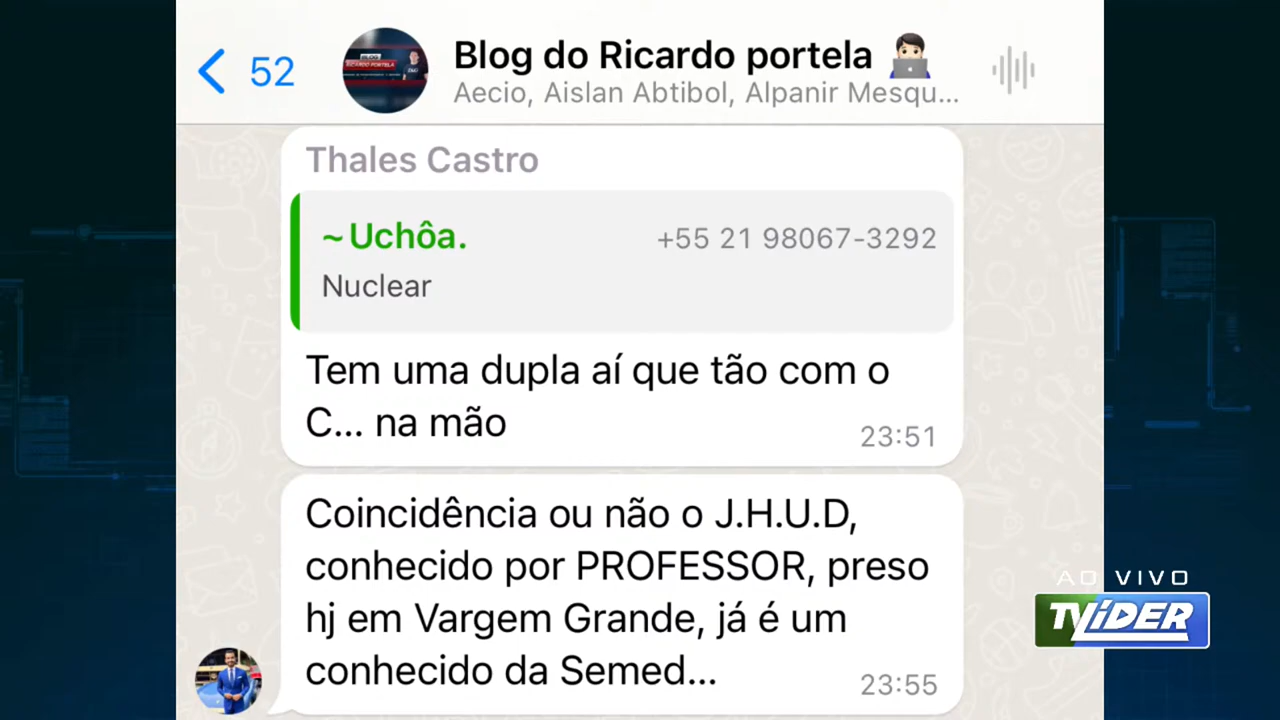 52
Blog do Ricardo portela 👨🏻‍💻
Aecio, Aislan Abtibol, Alpanir Mesqu...
Thales Castro
~Uchôa. +55 21 98067-3292
Nuclear
Tem uma dupla aí que tão com o
C... na mão
23:51
Coincidência ou não o J.H.U.D,
conhecido por PROFESSOR, preso
hj em Vargem Grande, já é um
conhecido da Semed...
23:55
AO VIVO
TV LíDER